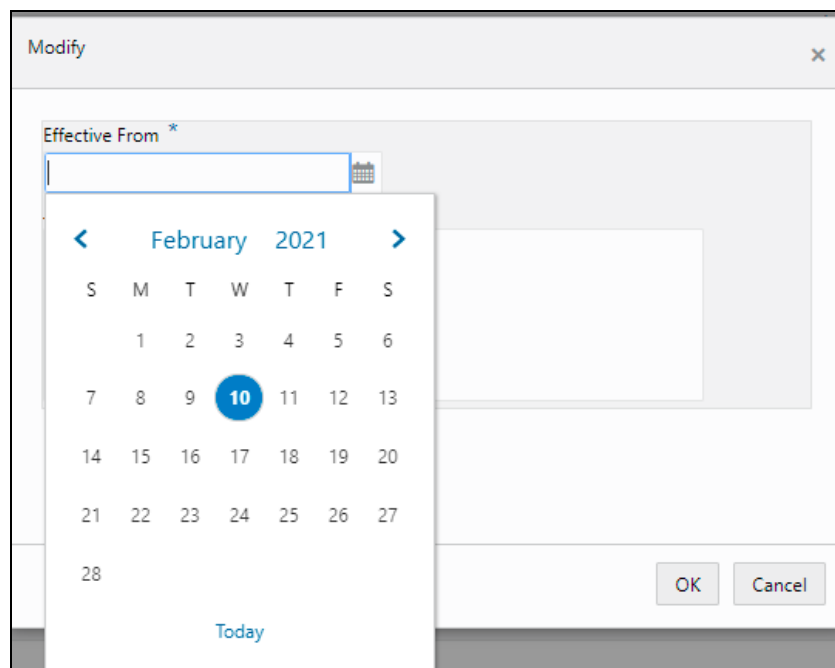 Modify
×
Effective From *
February 2021
S M T W T F S
1 2 3 4 5 6
7 8 9 10 11 12 13
14 15 16 17 18 19 20
21 22 23 24 25 26 27
28
OK Cancel
Today